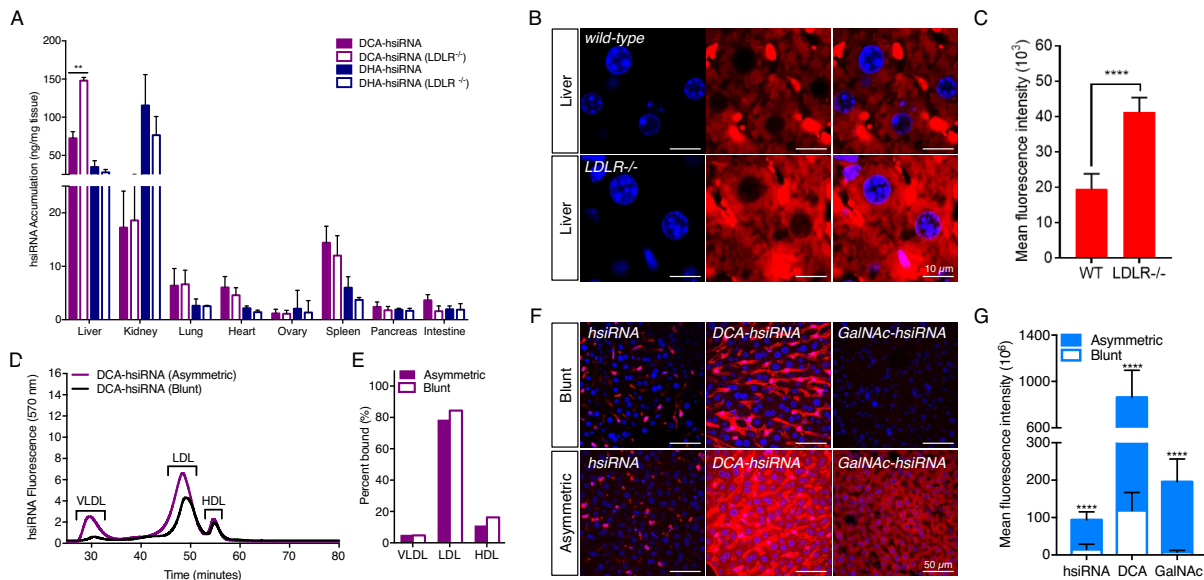 A
hsiRNA Accumulation (ng/mg tissue)
200
150
100
50
20
10
0
**
DCA-hsiRNA
DCA-hsiRNA (LDLR-/-)
DHA-hsiRNA
DHA-hsiRNA (LDLR -/-)
Liver Kidney Lung Heart Ovary Spleen Pancreas Intestine
B
wild-type
Liver
LDLR-/-
Liver
10 µm
C
Mean fluorescence intensity (10³)
60
50
40
30
20
10
0
****
WT LDLR-/-
D
DCA-hsiRNA (Asymmetric)
DCA-hsiRNA (Blunt)
hsiRNA Fluorescence (570 nm)
16
14
12
10
8
6
4
2
0
VLDL
LDL
HDL
30 40 50 60 70 80
Time (minutes)
E
Asymmetric
Blunt
Percent bound (%)
80
60
40
20
0
VLDL LDL HDL
F
Blunt
hsiRNA DCA-hsiRNA GalNAc-hsiRNA
Asymmetric
hsiRNA DCA-hsiRNA GalNAc-hsiRNA
50 µm
G
Asymmetric
Blunt
Mean fluorescence intensity (10⁶)
1400
1000
600
300
200
100
0
****
****
****
hsiRNA DCA GalNAc